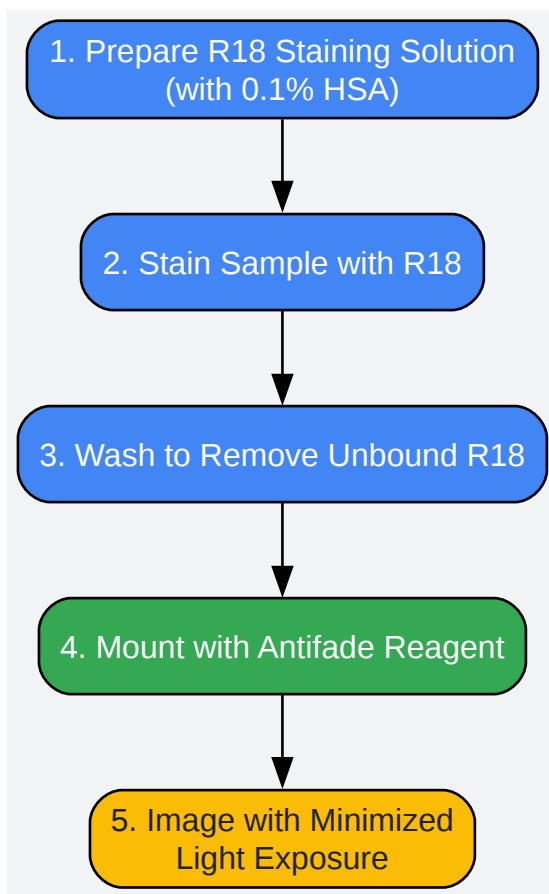 1. Prepare R18 Staining Solution
(with 0.1% HSA)
2. Stain Sample with R18
3. Wash to Remove Unbound R18
4. Mount with Antifade Reagent
5. Image with Minimized
Light Exposure